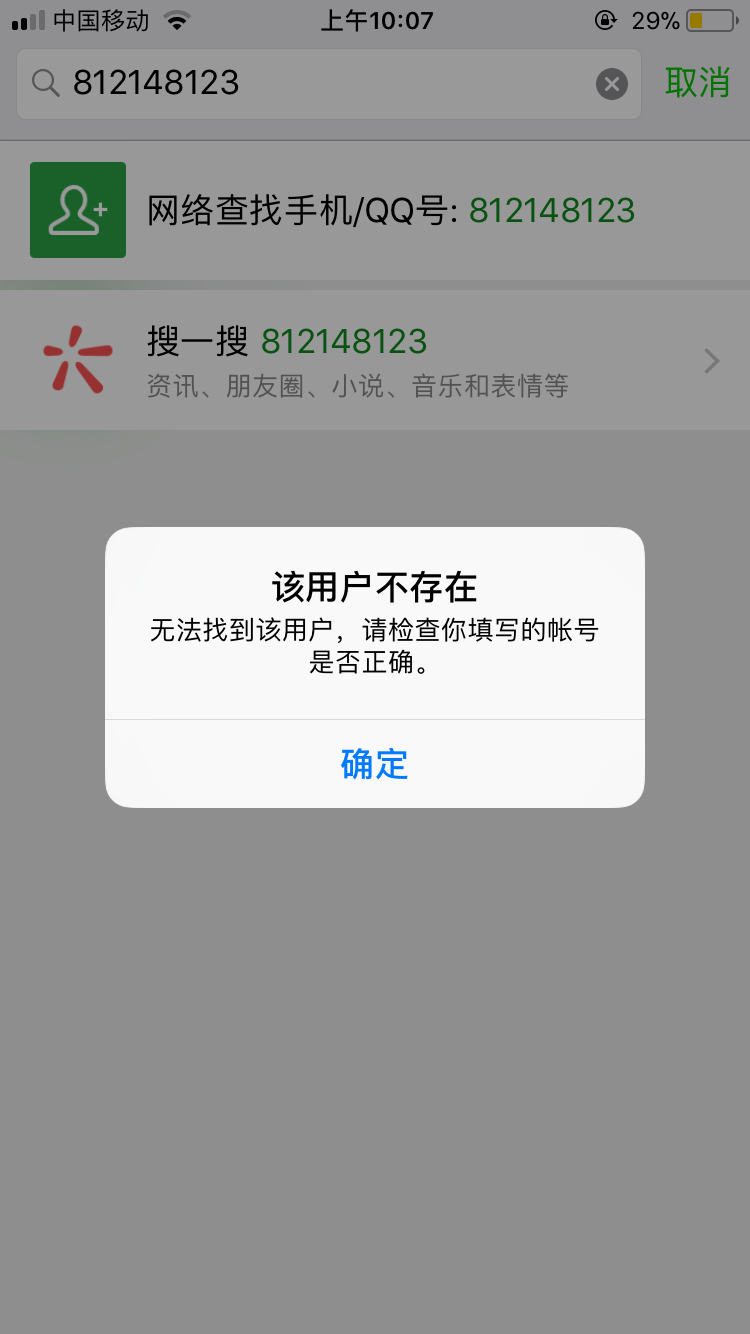 中国移动 上午10:07 29%
812148123 取消
网络查找手机/QQ号: 812148123
搜一搜 812148123
资讯、朋友圈、小说、音乐和表情等
该用户不存在
无法找到该用户，请检查你填写的帐号
是否正确。
确定